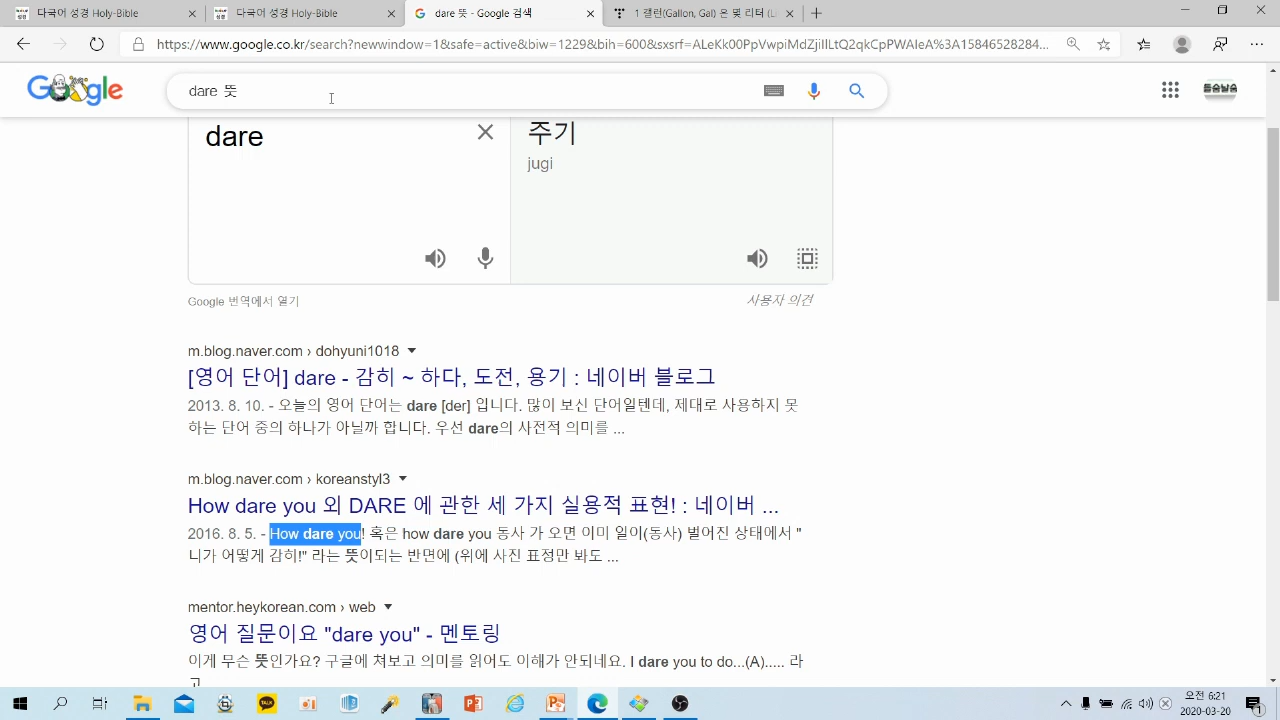 다국어 성경 Holy-Bible
다국어 성경 Holy-Bible
dare 뜻 - Google 검색
1 갤런(Gallon, Gal) 은 몇 리터 (L
https://www.google.co.kr/search?newwindow=1&safe=active&biw=1229&bih=600&sxsrf=ALeKk00PpVwpiMdZjiIlLtQ2qkCpPWAIeA%3A15846528284...
Google
dare 뜻
들숨날숨
dare
주기
jugi
Google 번역에서 열기
사용자 의견
m.blog.naver.com › dohyuni1018
[영어 단어] dare - 감히 ~ 하다, 도전, 용기 : 네이버 블로그
2013. 8. 10. - 오늘의 영어 단어는 dare [der] 입니다. 많이 보신 단어일텐데, 제대로 사용하지 못
하는 단어 중의 하나가 아닐까 합니다. 우선 dare의 사전적 의미를 ...
m.blog.naver.com › koreanstyl3
How dare you 외 DARE 에 관한 세 가지 실용적 표현! : 네이버 ...
2016. 8. 5. - How dare you! 혹은 how dare you 동사 가 오면 이미 일이(동사) 벌어진 상태에서 "
니가 어떻게 감히!" 라는 뜻이되는 반면에 (위에 사진 표정만 봐도 ...
mentor.heykorean.com › web
영어 질문이요 "dare you" - 멘토링
이게 무슨 뜻인가요? 구글에 쳐보고 의미를 읽어도 이해가 안되네요. I dare you to do...(A)..... 라
고
TALK
오전 6:21
2020-03-20
1